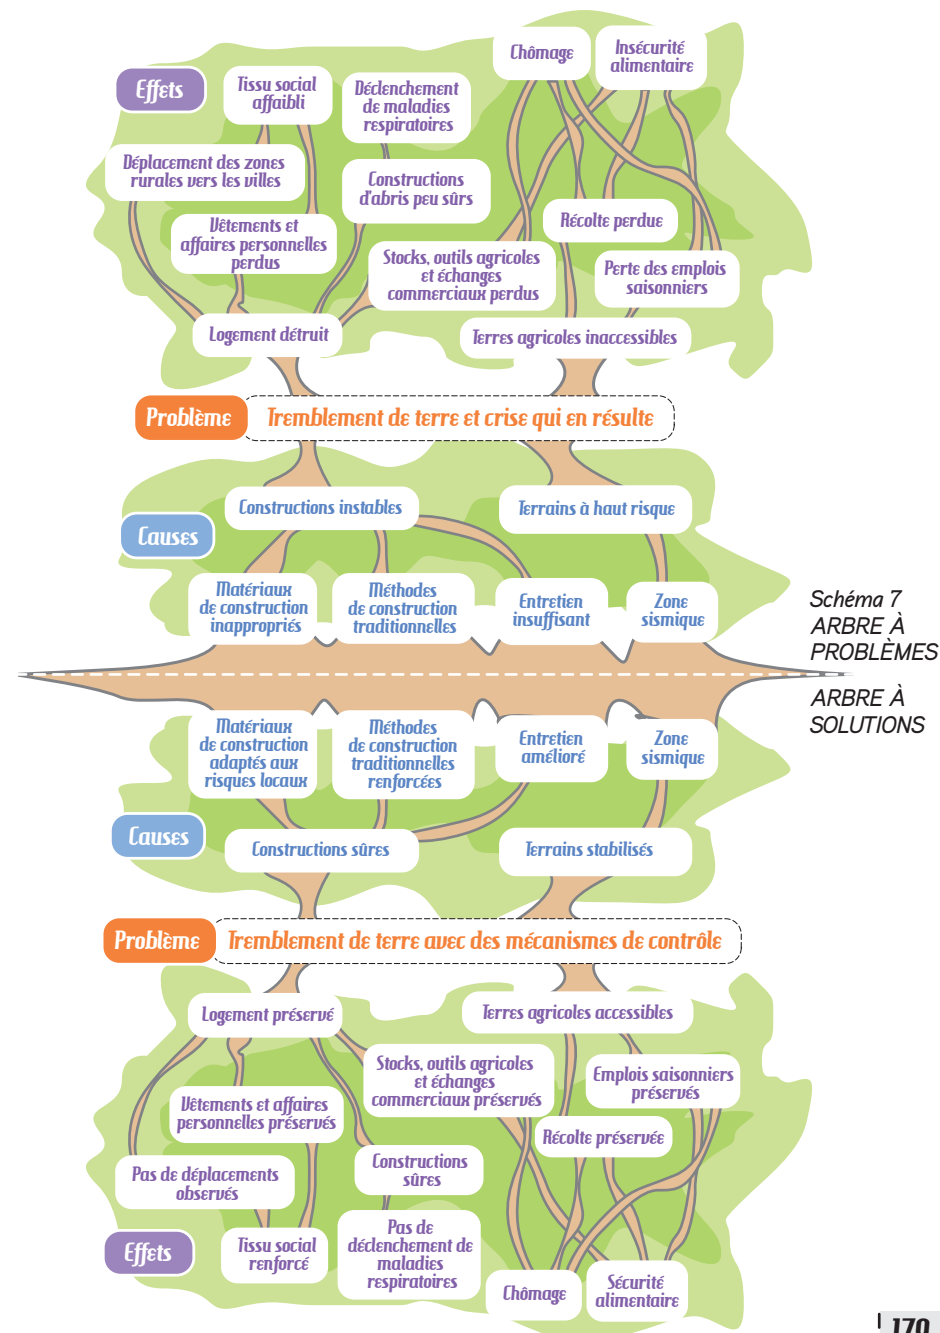 Chômage
Insécurité
alimentaire
Effets
Tissu social
affaibli
Déclenchement
de maladies
respiratoires
Déplacement des zones
rurales vers les villes
Constructions
d'abris peu sûrs
Vêtements et
affaires personnelles
perdus
Récolte perdue
Stocks, outils agricoles
et échanges
commerciaux perdus
Perte des emplois
saisonniers
Logement détruit
Terres agricoles inaccessibles
Problème
Tremblement de terre et crise qui en résulte
Constructions instables
Terrains à haut risque
Causes
Matériaux
de construction
inappropriés
Méthodes
de construction
traditionnelles
Entretien
insuffisant
Zone
sismique
Schéma 7
ARBRE À
PROBLÈMES
ARBRE À
SOLUTIONS
Matériaux
de construction
adaptés aux
risques locaux
Méthodes
de construction
traditionnelles
renforcées
Entretien
amélioré
Zone
sismique
Causes
Constructions sûres
Terrains stabilisés
Problème
Tremblement de terre avec des mécanismes de contrôle
Logement préservé
Terres agricoles accessibles
Stocks, outils agricoles
et échanges
commerciaux préservés
Emplois saisonniers
préservés
Vêtements et affaires
personnelles préservés
Récolte préservée
Pas de déplacements
observés
Constructions
sûres
Effets
Tissu social
renforcé
Pas de
déclenchement de
maladies
respiratoires
Chômage
Sécurité
alimentaire
170